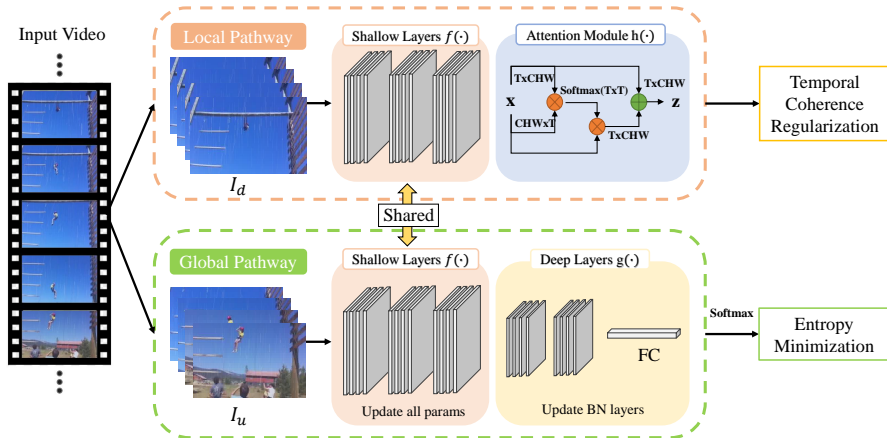 Input Video
Local Pathway
I_d
Shallow Layers f(·)
Attention Module h(·)
TxCHW
Softmax(TxT)
TxCHW
x
z
CHWxT
TxCHW
Temporal
Coherence
Regularization
Shared
Global Pathway
I_u
Shallow Layers f(·)
Update all params
Deep Layers g(·)
FC
Update BN layers
Softmax
Entropy
Minimization